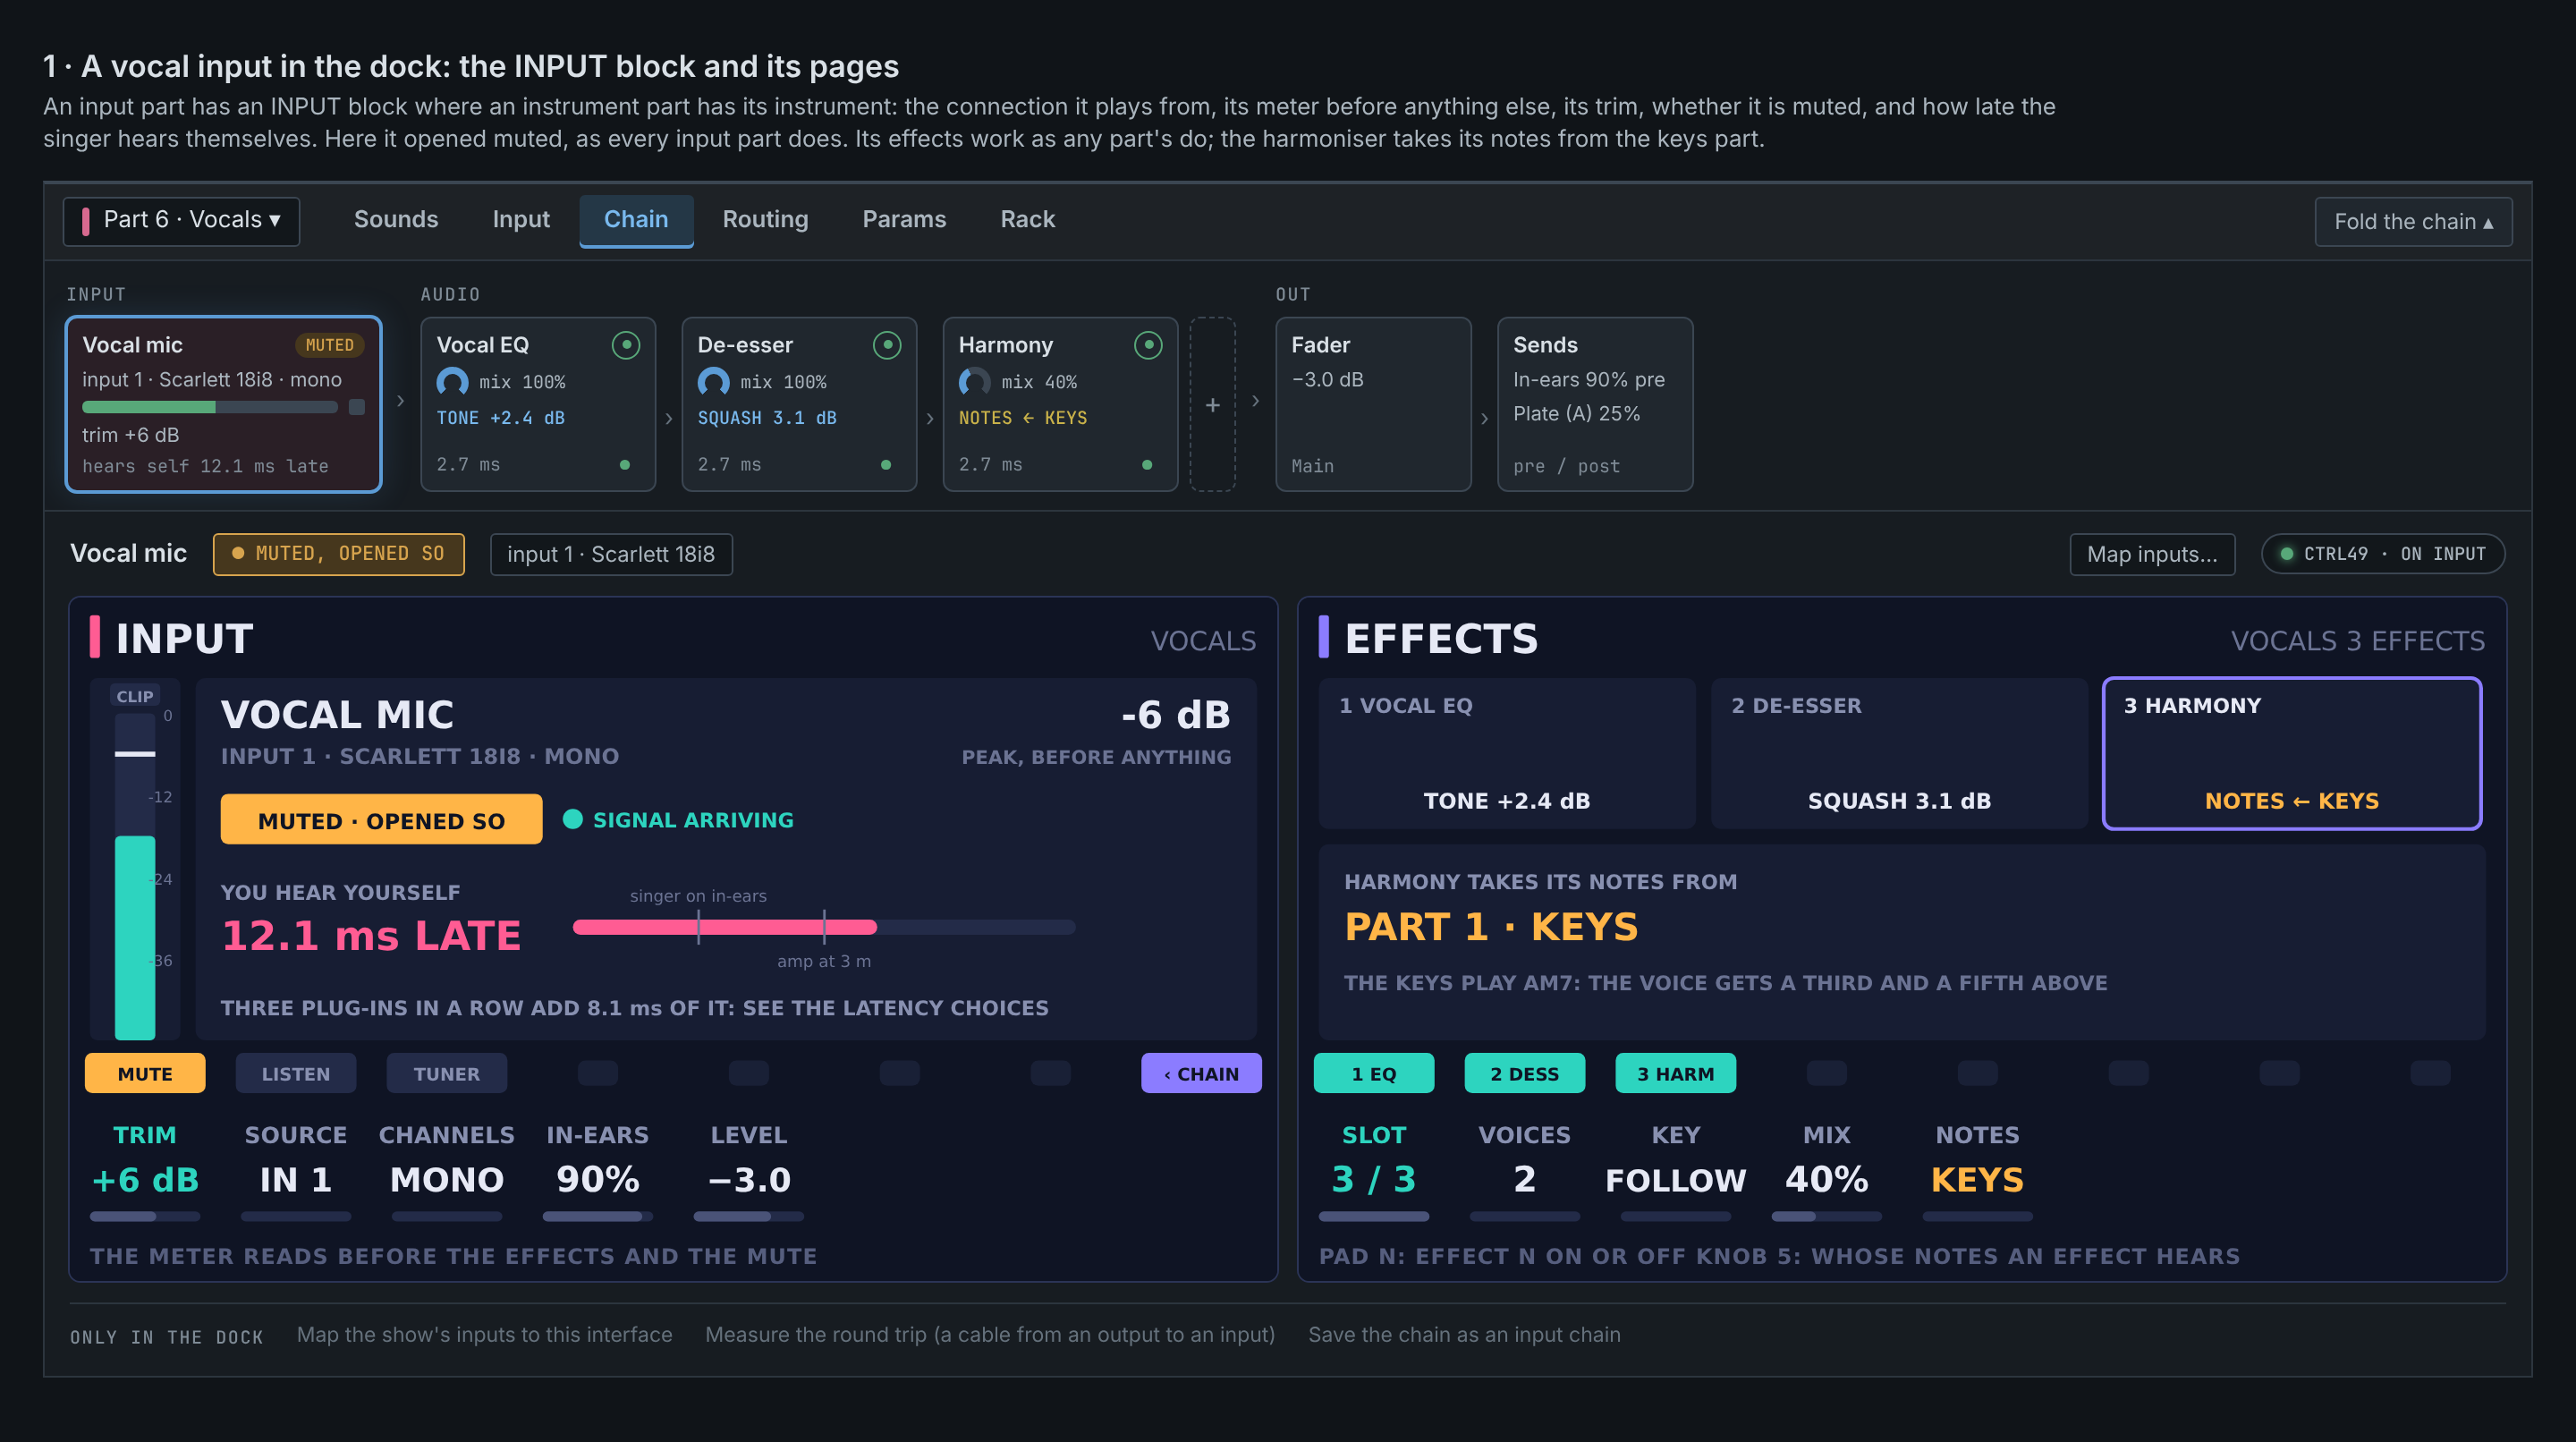 1 · A vocal input in the dock: the INPUT block and its pages
An input part has an INPUT block where an instrument part has its instrument: the connection it plays from, its meter before anything else, its trim, whether it is muted, and how late the
singer hears themselves. Here it opened muted, as every input part does. Its effects work as any part's do; the harmoniser takes its notes from the keys part.
Part 6 · Vocals ▾
Sounds
Input
Chain
Routing
Params
Rack
Fold the chain ▴
INPUT
Vocal mic
MUTED
input 1 · Scarlett 18i8 · mono
trim +6 dB
hears self 12.1 ms late
›
AUDIO
Vocal EQ
mix 100%
TONE +2.4 dB
2.7 ms
›
De-esser
mix 100%
SQUASH 3.1 dB
2.7 ms
›
Harmony
mix 40%
NOTES ← KEYS
2.7 ms
+
›
OUT
Fader
−3.0 dB
Main
›
Sends
In-ears 90% pre
Plate (A) 25%
pre / post
Vocal mic
MUTED, OPENED SO
input 1 · Scarlett 18i8
Map inputs...
CTRL49 · ON INPUT
INPUT
VOCALS
CLIP
0
-12
-24
-36
VOCAL MIC
-6 dB
INPUT 1 · SCARLETT 18I8 · MONO
PEAK, BEFORE ANYTHING
MUTED · OPENED SO
SIGNAL ARRIVING
YOU HEAR YOURSELF
12.1 ms LATE
singer on in-ears
amp at 3 m
THREE PLUG-INS IN A ROW ADD 8.1 ms OF IT: SEE THE LATENCY CHOICES
MUTE
LISTEN
TUNER
‹ CHAIN
TRIM
SOURCE
CHANNELS
IN-EARS
LEVEL
+6 dB
IN 1
MONO
90%
−3.0
THE METER READS BEFORE THE EFFECTS AND THE MUTE
EFFECTS
VOCALS 3 EFFECTS
1 VOCAL EQ
TONE +2.4 dB
2 DE-ESSER
SQUASH 3.1 dB
3 HARMONY
NOTES ← KEYS
HARMONY TAKES ITS NOTES FROM
PART 1 · KEYS
THE KEYS PLAY AM7: THE VOICE GETS A THIRD AND A FIFTH ABOVE
1 EQ
2 DESS
3 HARM
SLOT
VOICES
KEY
MIX
NOTES
3 / 3
2
FOLLOW
40%
KEYS
PAD N: EFFECT N ON OR OFF KNOB 5: WHOSE NOTES AN EFFECT HEARS
ONLY IN THE DOCK
Map the show's inputs to this interface
Measure the round trip (a cable from an output to an input)
Save the chain as an input chain